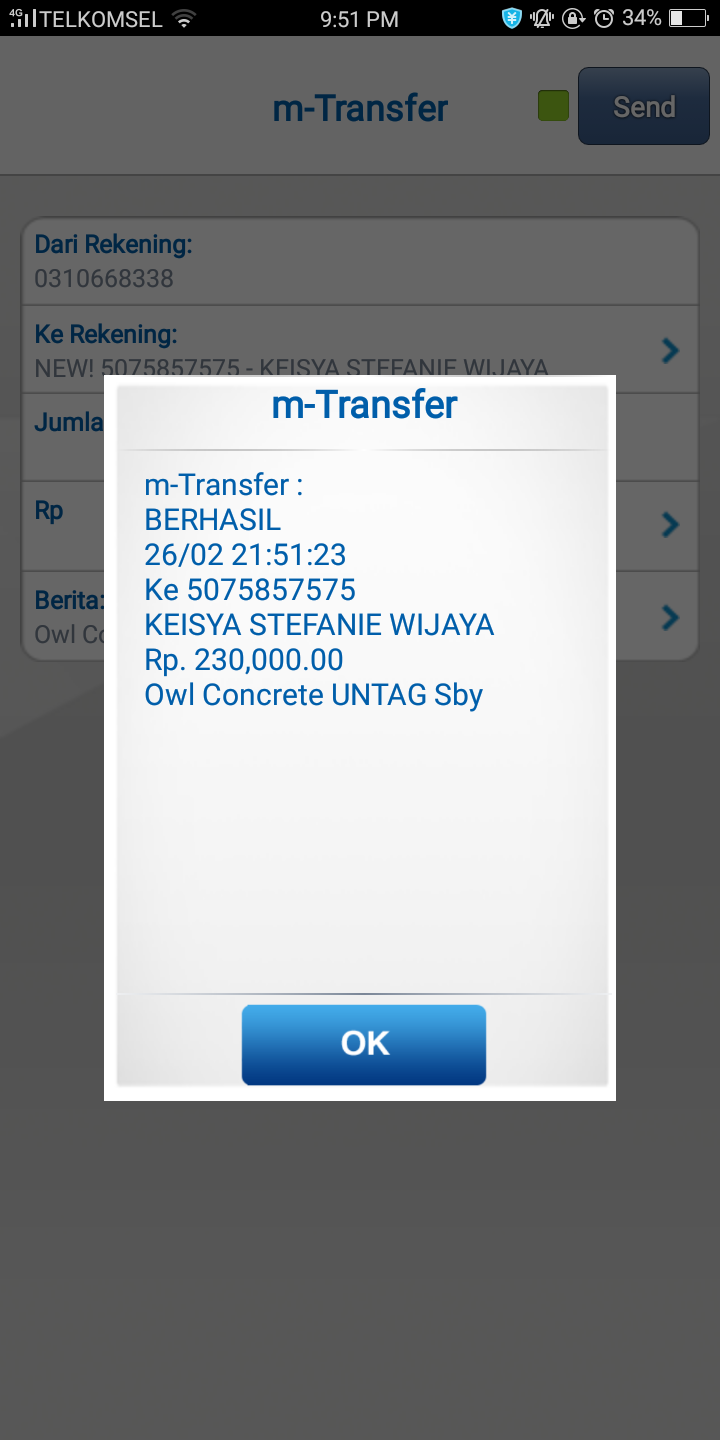 4G TELKOMSEL 9:51 PM 34%
m-Transfer
Send
Dari Rekening:
0310668338
Ke Rekening:
NEW! 5075857575 - KEISYA STEFANIE WIJAYA
Jumla
Rp
Berita:
Owl Co
m-Transfer
m-Transfer :
BERHASIL
26/02 21:51:23
Ke 5075857575
KEISYA STEFANIE WIJAYA
Rp. 230,000.00
Owl Concrete UNTAG Sby
OK